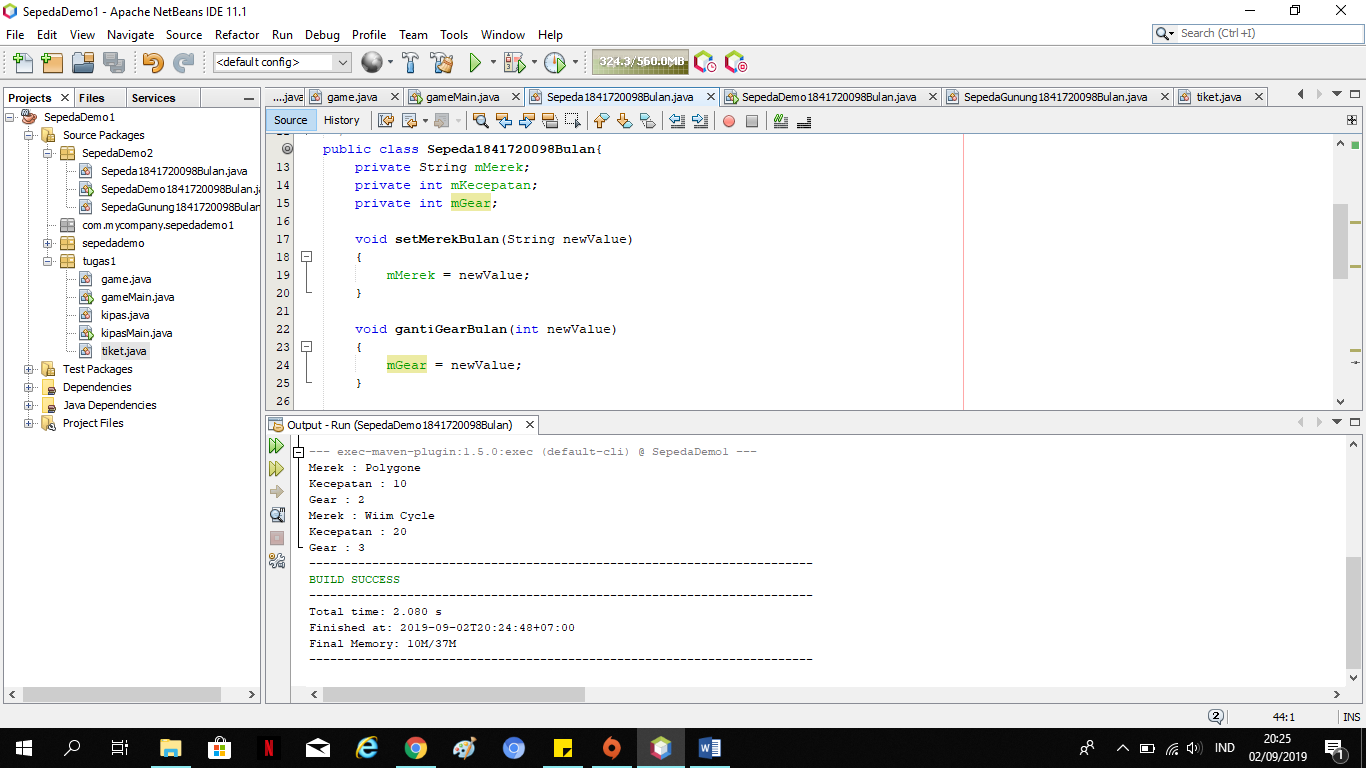 SepedaDemo1 - Apache NetBeans IDE 11.1
File Edit View Navigate Source Refactor Run Debug Profile Team Tools Window Help
Search (Ctrl+I)
<default config>
324.3/560.0MB
Projects Files Services
SepedaDemo1
Source Packages
SepedaDemo2
Sepeda1841720098Bulan.java
SepedaDemo1841720098Bulan.ja
SepedaGunung1841720098Bulan
com.mycompany.sepedademo1
sepedademo
tugas1
game.java
gameMain.java
kipas.java
kipasMain.java
tiket.java
Test Packages
Dependencies
Java Dependencies
Project Files
....java game.java gameMain.java Sepeda1841720098Bulan.java SepedaDemo1841720098Bulan.java SepedaGunung1841720098Bulan.java tiket.java
Source History
public class Sepeda1841720098Bulan{
13 private String mMerek;
14 private int mKecepatan;
15 private int mGear;
16
17 void setMerekBulan(String newValue)
18 {
19 mMerek = newValue;
20 }
21
22 void gantiGearBulan(int newValue)
23 {
24 mGear = newValue;
25 }
26
Output - Run (SepedaDemo1841720098Bulan)
--- exec-maven-plugin:1.5.0:exec (default-cli) @ SepedaDemo1 ---
Merek : Polygone
Kecepatan : 10
Gear : 2
Merek : Wiim Cycle
Kecepatan : 20
Gear : 3
------------------------------------------------------------------------
BUILD SUCCESS
------------------------------------------------------------------------
Total time: 2.080 s
Finished at: 2019-09-02T20:24:48+07:00
Final Memory: 10M/37M
------------------------------------------------------------------------
2 44:1 INS
IND
20:25
02/09/2019
1